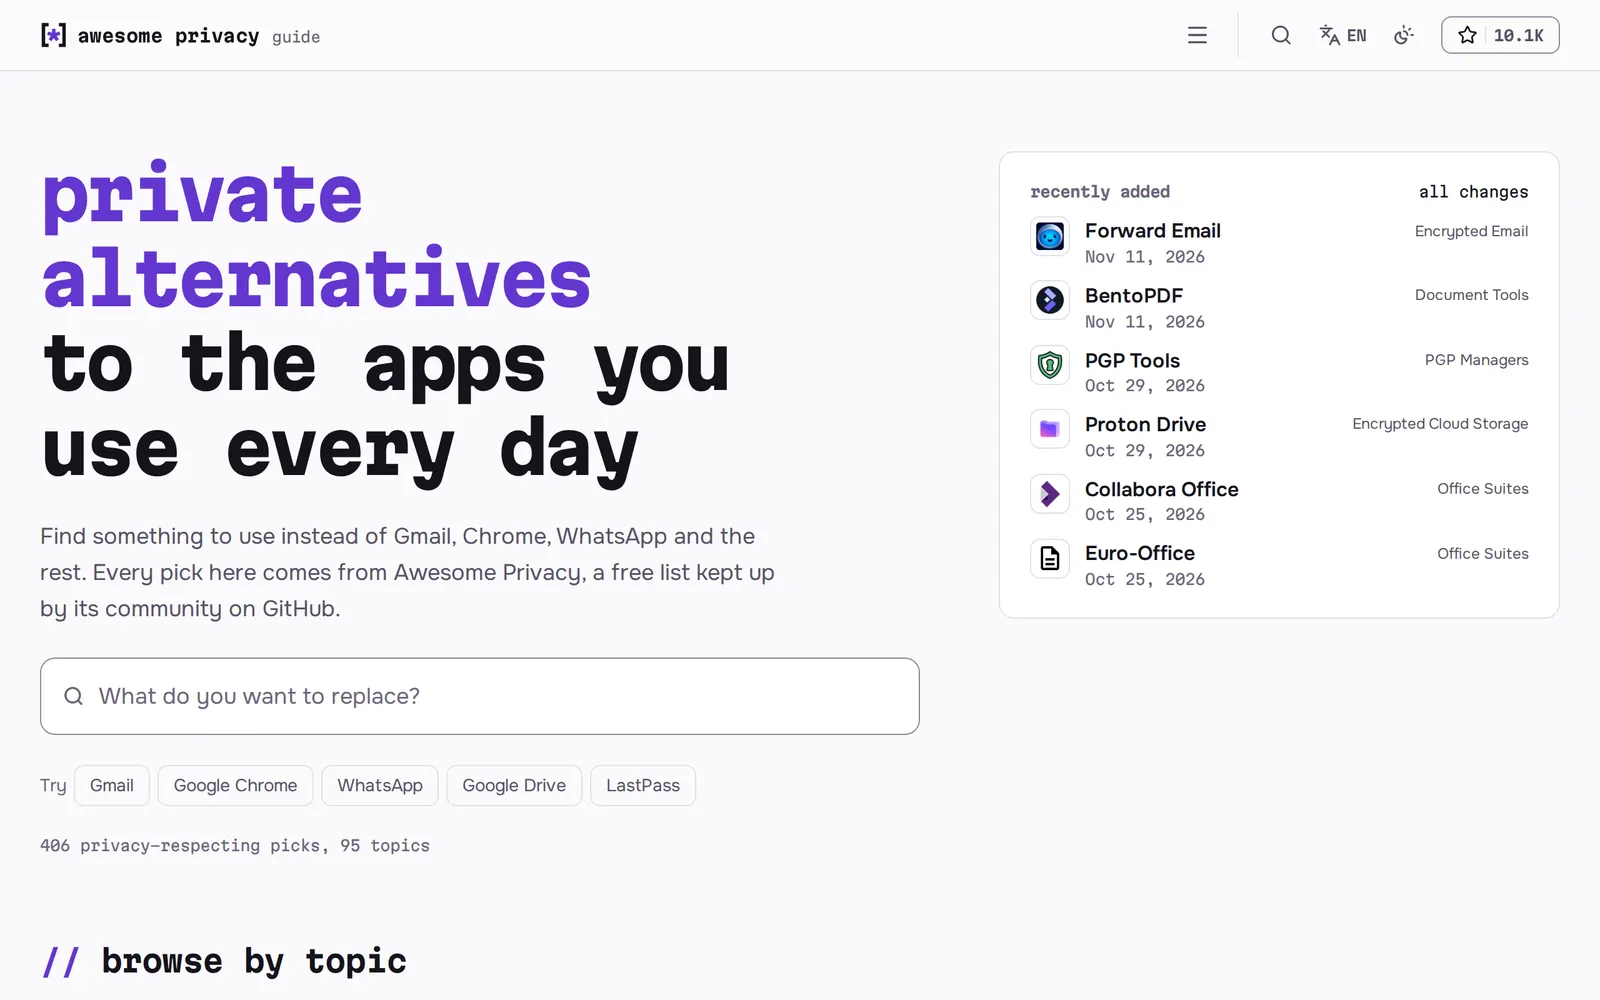 [*] awesome privacy guide
EN
10.1K
private
alternatives
to the apps you
use every day
Find something to use instead of Gmail, Chrome, WhatsApp and the
rest. Every pick here comes from Awesome Privacy, a free list kept up
by its community on GitHub.
What do you want to replace?
Try Gmail Google Chrome WhatsApp Google Drive LastPass
406 privacy-respecting picks, 95 topics
recently added all changes
Forward Email Encrypted Email
Nov 11, 2026
BentoPDF Document Tools
Nov 11, 2026
PGP Tools PGP Managers
Oct 29, 2026
Proton Drive Encrypted Cloud Storage
Oct 29, 2026
Collabora Office Office Suites
Oct 25, 2026
Euro-Office Office Suites
Oct 25, 2026
// browse by topic